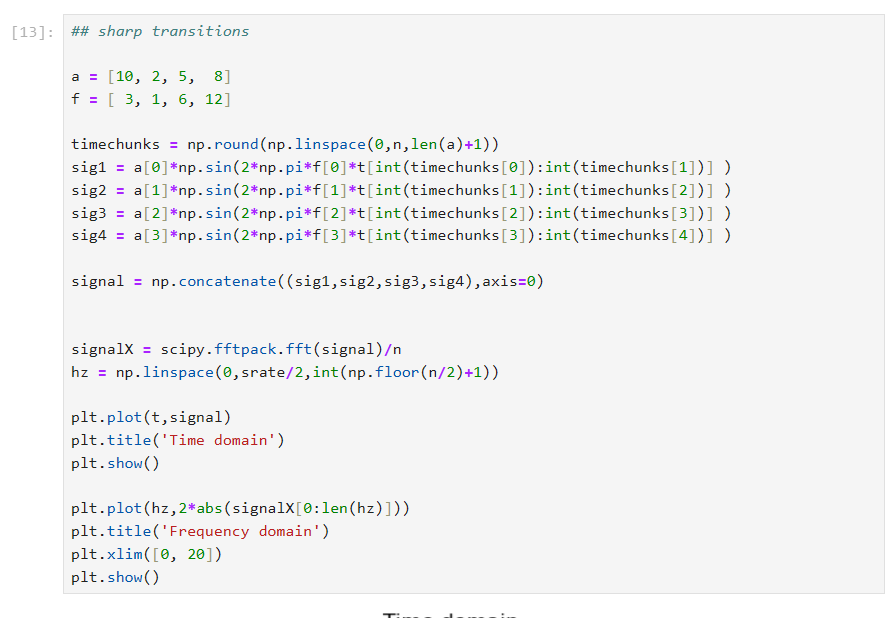 [13]: ## sharp transitions
a = [10, 2, 5,  8]
f = [ 3, 1, 6, 12]
timechunks = np.round(np.linspace(0,n,len(a)+1))
sig1 = a[0]*np.sin(2*np.pi*f[0]*t[int(timechunks[0]):int(timechunks[1])] )
sig2 = a[1]*np.sin(2*np.pi*f[1]*t[int(timechunks[1]):int(timechunks[2])] )
sig3 = a[2]*np.sin(2*np.pi*f[2]*t[int(timechunks[2]):int(timechunks[3])] )
sig4 = a[3]*np.sin(2*np.pi*f[3]*t[int(timechunks[3]):int(timechunks[4])] )
signal = np.concatenate((sig1,sig2,sig3,sig4),axis=0)
signalX = scipy.fftpack.fft(signal)/n
hz = np.linspace(0,srate/2,int(np.floor(n/2)+1))
plt.plot(t,signal)
plt.title('Time domain')
plt.show()
plt.plot(hz,2*abs(signalX[0:len(hz)]))
plt.title('Frequency domain')
plt.xlim([0, 20])
plt.show()
Time domain